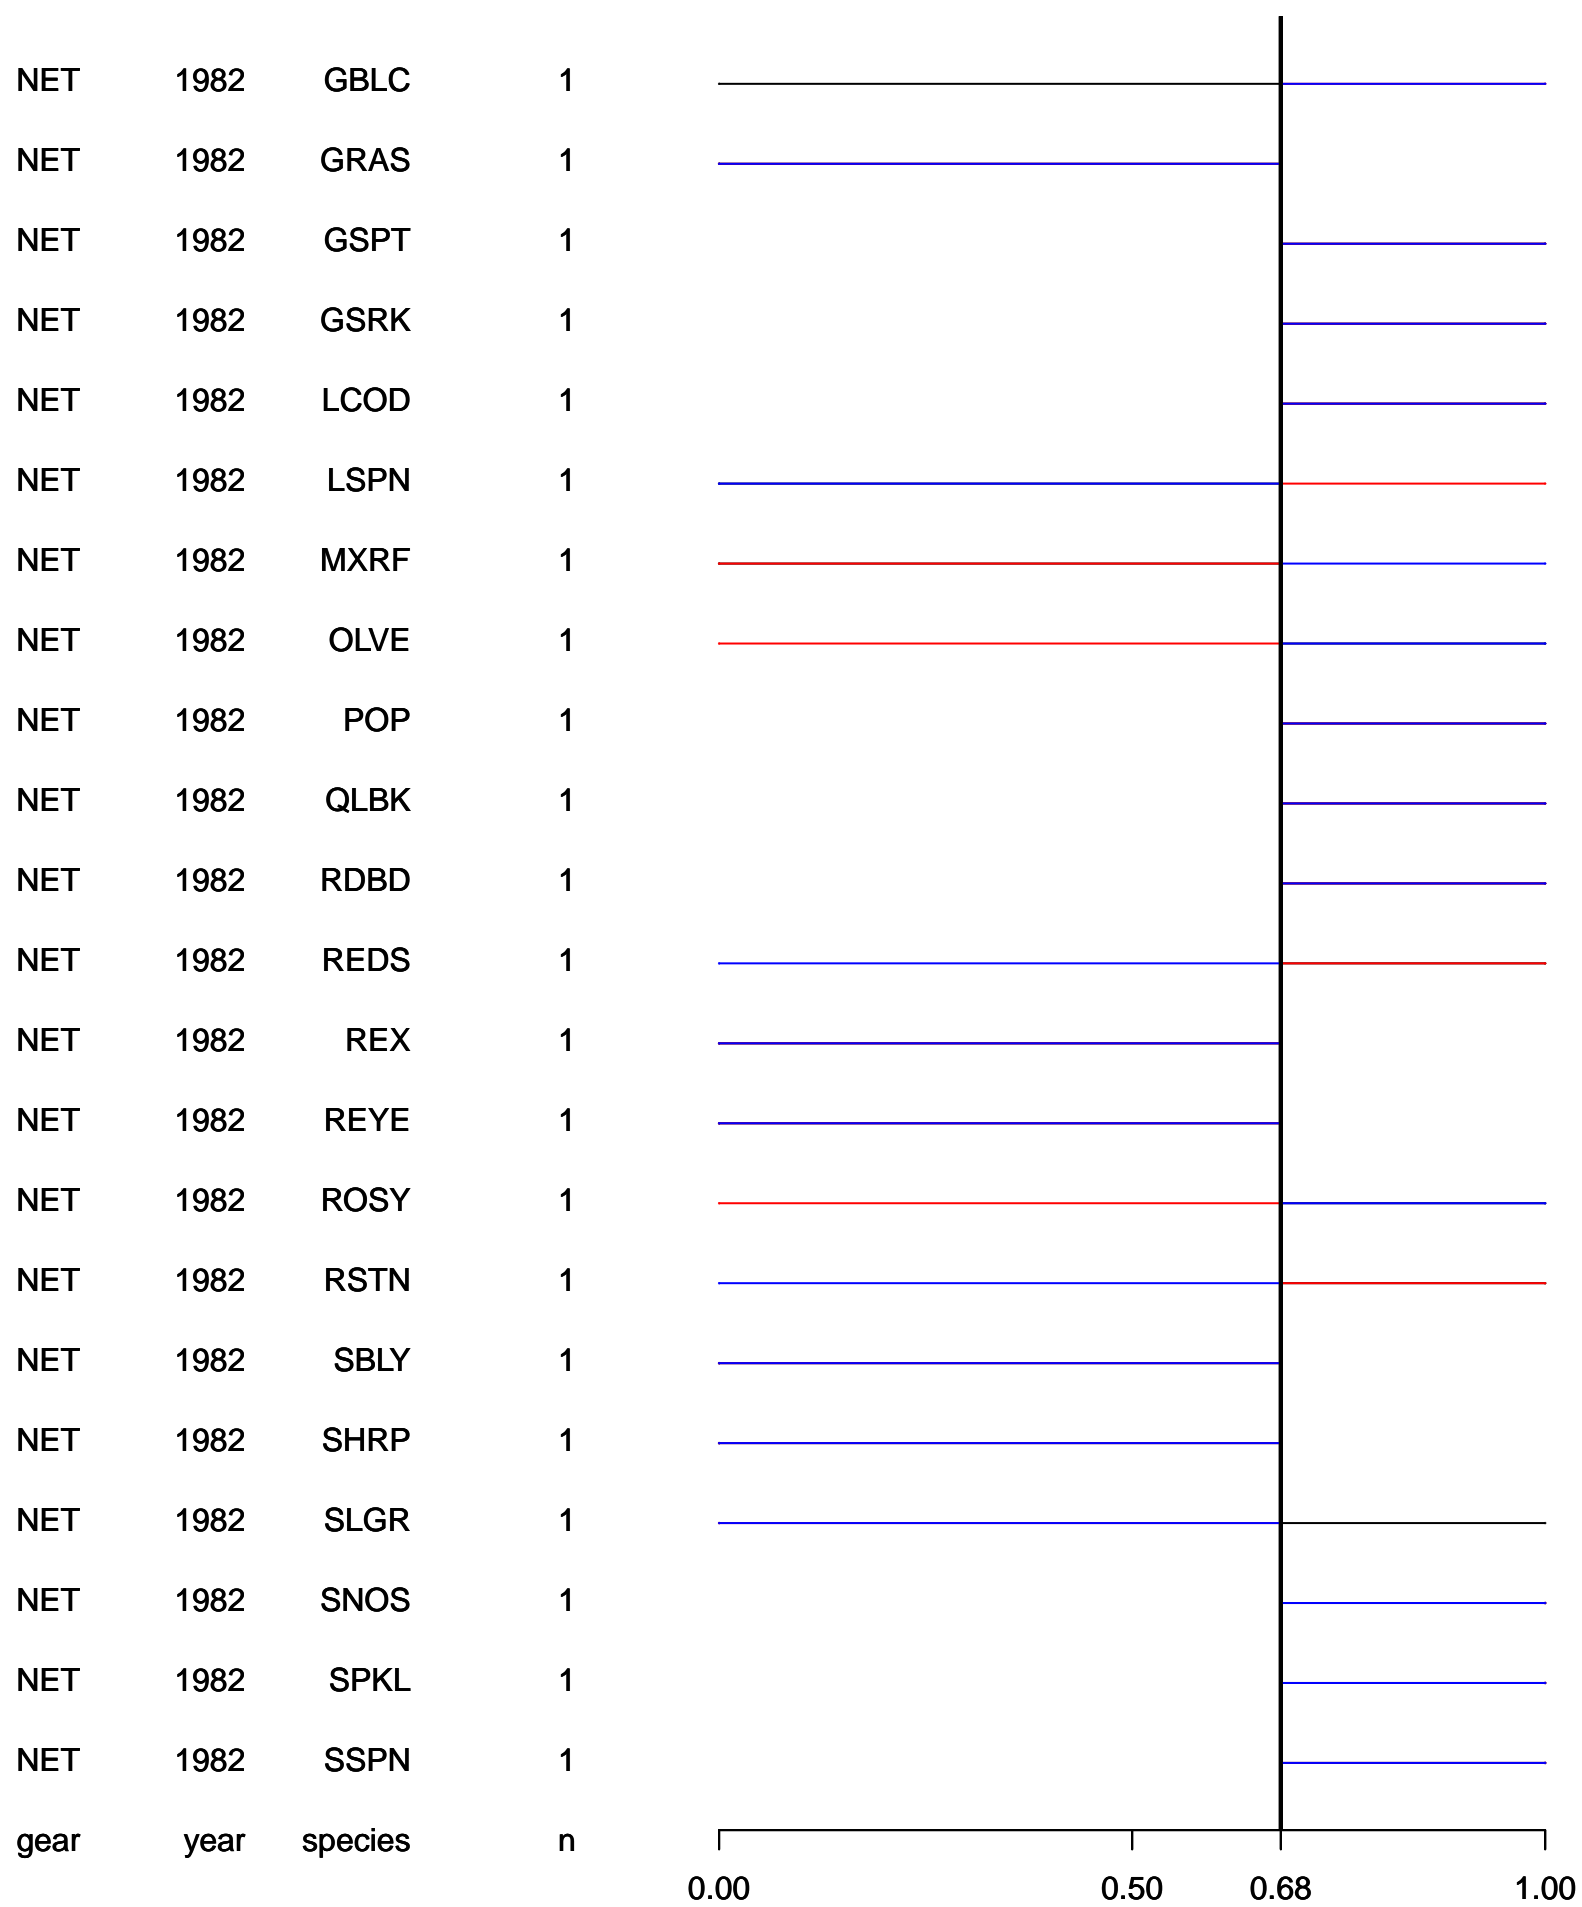 NET 1982 GBLC 1
NET 1982 GRAS 1
NET 1982 GSPT 1
NET 1982 GSRK 1
NET 1982 LCOD 1
NET 1982 LSPN 1
NET 1982 MXRF 1
NET 1982 OLVE 1
NET 1982 POP 1
NET 1982 QLBK 1
NET 1982 RDBD 1
NET 1982 REDS 1
NET 1982 REX 1
NET 1982 REYE 1
NET 1982 ROSY 1
NET 1982 RSTN 1
NET 1982 SBLY 1
NET 1982 SHRP 1
NET 1982 SLGR 1
NET 1982 SNOS 1
NET 1982 SPKL 1
NET 1982 SSPN 1
gear year species n
0.00 0.50 0.68 1.00